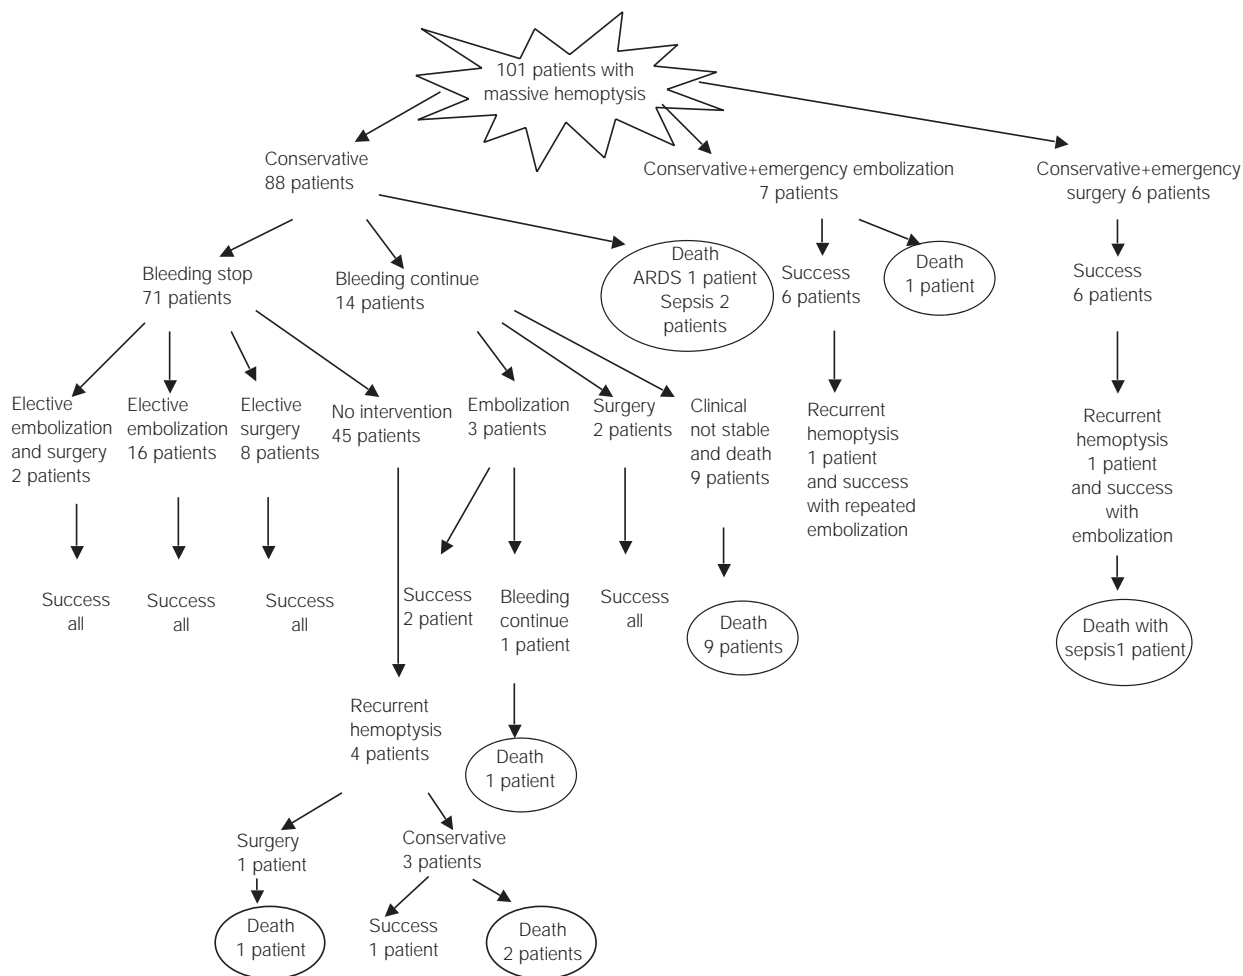 101 patients with
massive hemoptysis
Conservative
88 patients
Conservative+emergency embolization
7 patients
Conservative+emergency
surgery 6 patients
Bleeding stop
71 patients
Bleeding continue
14 patients
Death
ARDS 1 patient
Sepsis 2
patients
Success
6 patients
Death
1 patient
Success
6 patients
Elective
embolization
and surgery
2 patients
Elective
embolization
16 patients
Elective
surgery
8 patients
No intervention
45 patients
Embolization
3 patients
Surgery
2 patients
Clinical
not stable
and death
9 patients
Recurrent
hemoptysis
1 patient
and success
with repeated
embolization
Recurrent
hemoptysis
1 patient
and success
with
embolization
Success
all
Success
all
Success
all
Success
2 patient
Bleeding
continue
1 patient
Success
all
Death
9 patients
Death with
sepsis1 patient
Recurrent
hemoptysis
4 patients
Death
1 patient
Surgery
1 patient
Conservative
3 patients
Death
1 patient
Success
1 patient
Death
2 patients